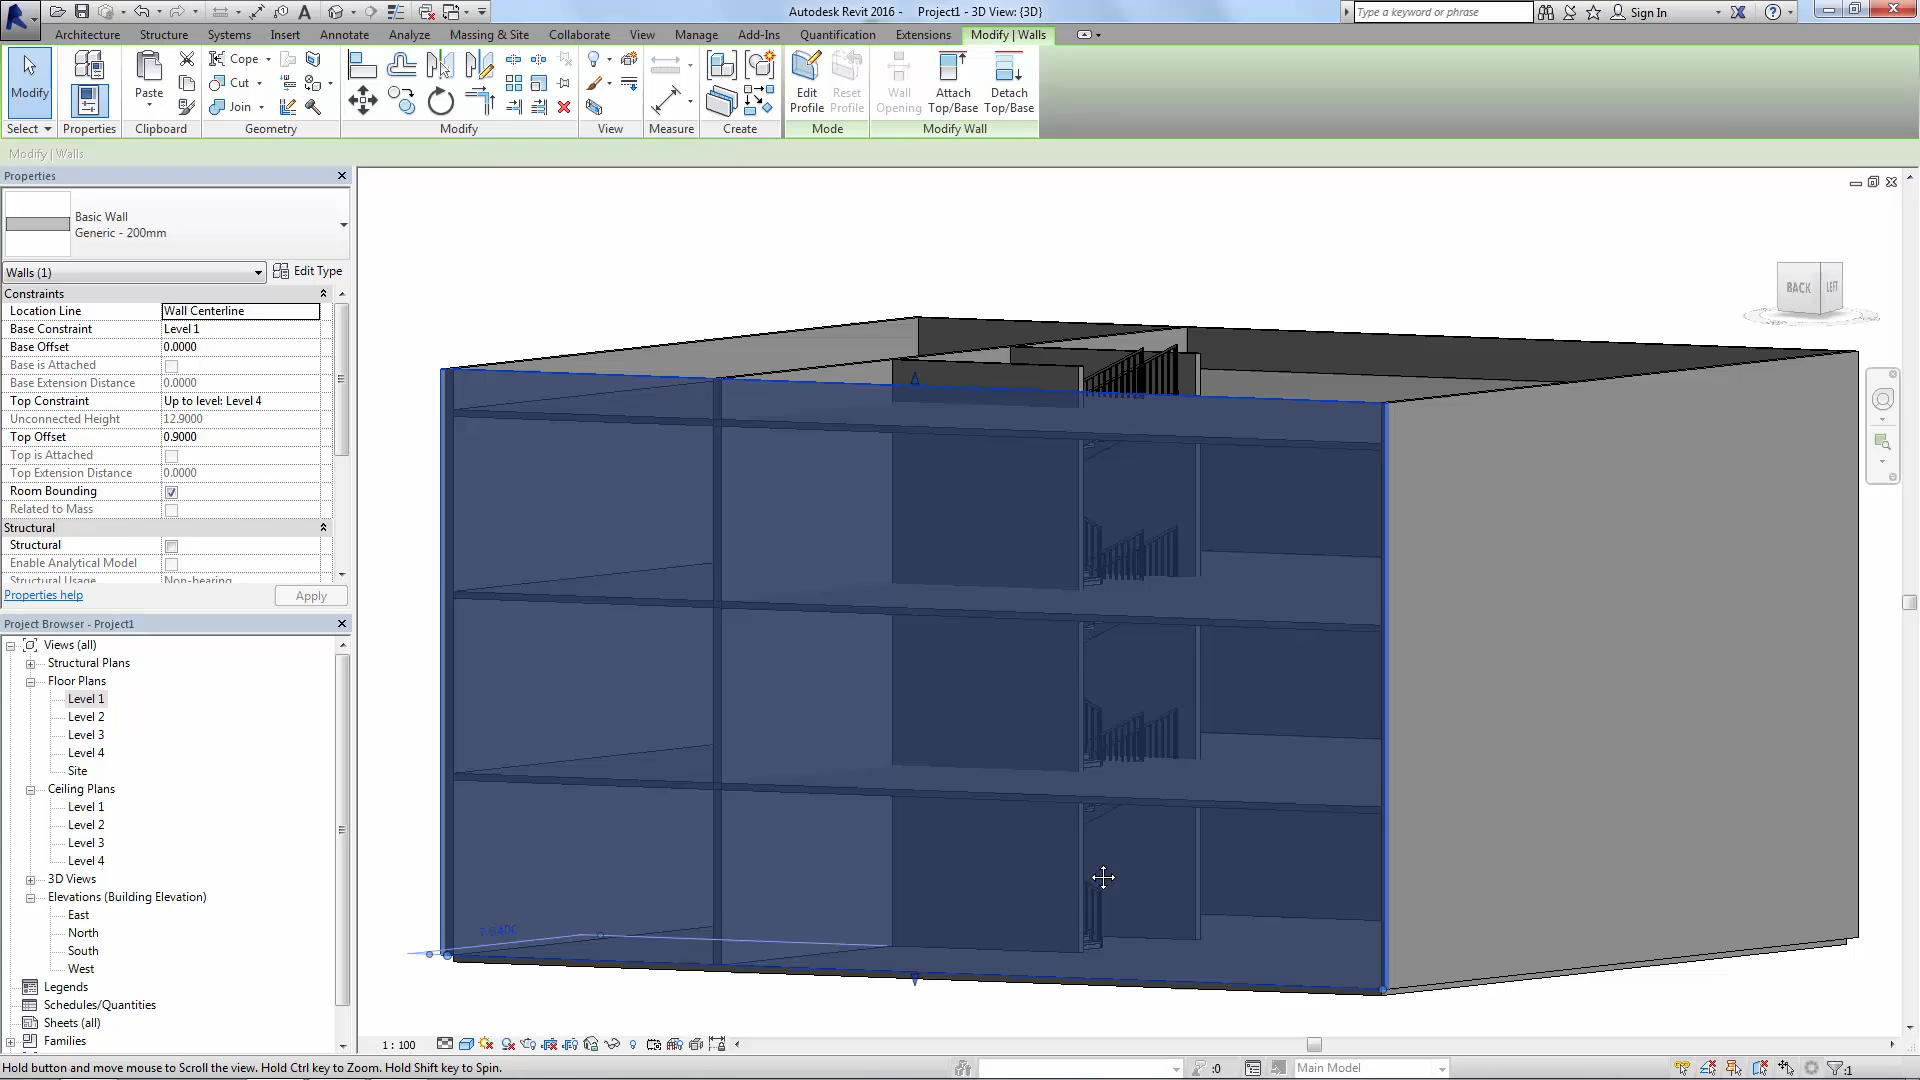 Autodesk Revit 2016 - Project1 - 3D View: {3D}
Type a keyword or phrase
Sign In
Architecture Structure Systems Insert Annotate Analyze Massing & Site Collaborate View Manage Add-Ins Quantification Extensions Modify | Walls
Modify
Paste
Cope
Cut
Join
Edit Profile
Reset Profile
Wall Opening
Attach Top/Base
Detach Top/Base
Select Properties Clipboard Geometry Modify View Measure Create Mode Modify Wall
Modify | Walls
Properties
Basic Wall
Generic - 200mm
Walls (1)
Edit Type
Constraints
Location Line Wall Centerline
Base Constraint Level 1
Base Offset 0.0000
Base is Attached
Base Extension Distance 0.0000
Top Constraint Up to level: Level 4
Unconnected Height 12.9000
Top Offset 0.9000
Top is Attached
Top Extension Distance 0.0000
Room Bounding
Related to Mass
Structural
Structural
Enable Analytical Model
Structural Usage Non-bearing
Properties help
Apply
Project Browser - Project1
Views (all)
Structural Plans
Floor Plans
Level 1
Level 2
Level 3
Level 4
Site
Ceiling Plans
Level 1
Level 2
Level 3
Level 4
3D Views
Elevations (Building Elevation)
East
North
South
West
Legends
Schedules/Quantities
Sheets (all)
Families
BACK
LEFT
1 : 100
Hold button and move mouse to Scroll the view. Hold Ctrl key to Zoom. Hold Shift key to Spin.
:0
Main Model
:1